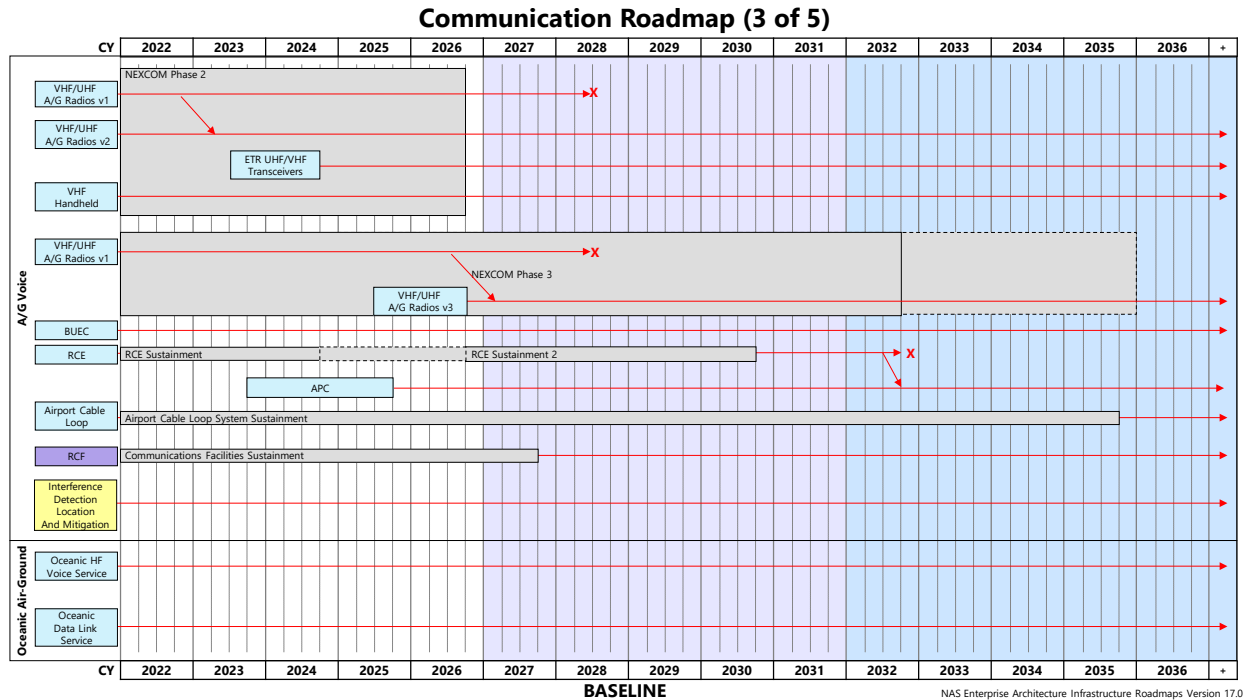 Communication Roadmap (3 of 5)
CY 2022 2023 2024 2025 2026 2027 2028 2029 2030 2031 2032 2033 2034 2035 2036 +
A/G Voice
NEXCOM Phase 2
VHF/UHF
A/G Radios v1
X
VHF/UHF
A/G Radios v2
ETR UHF/VHF
Transceivers
VHF
Handheld
VHF/UHF
A/G Radios v1
X
NEXCOM Phase 3
VHF/UHF
A/G Radios v3
BUEC
RCE
RCE Sustainment
RCE Sustainment 2
X
APC
Airport Cable
Loop
Airport Cable Loop System Sustainment
RCF
Communications Facilities Sustainment
Interference
Detection
Location
And Mitigation
Oceanic Air-Ground
Oceanic HF
Voice Service
Oceanic
Data Link
Service
CY 2022 2023 2024 2025 2026 2027 2028 2029 2030 2031 2032 2033 2034 2035 2036 +
BASELINE
NAS Enterprise Architecture Infrastructure Roadmaps Version 17.0